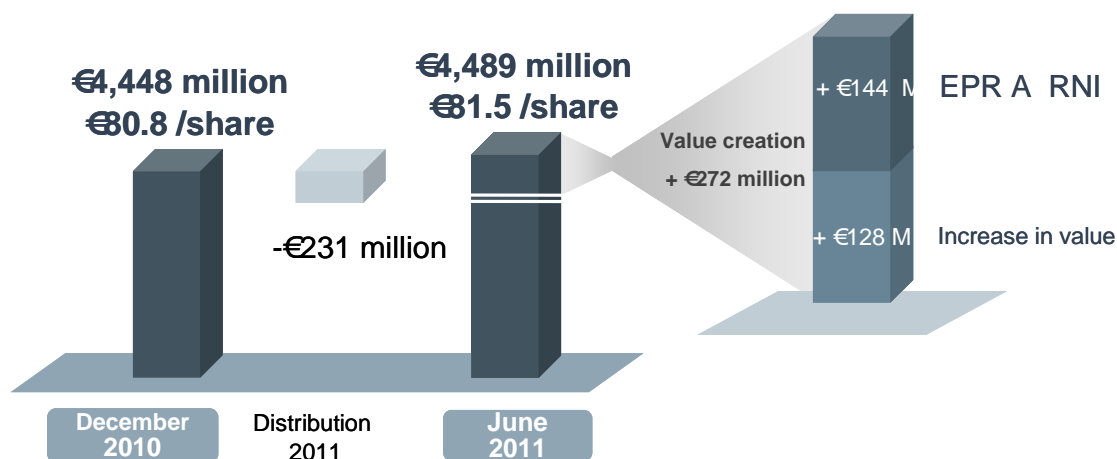 €4,448 million
€80.8 /share
€4,489 million
€81.5 /share
-€231 million
Value creation
+ €272 million
+ €144 M
EPR A RNI
+ €128 M
Increase in value
December
2010
Distribution
2011
June
2011